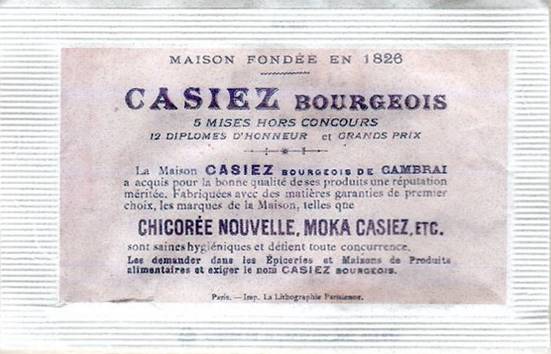 MAISON FONDÉE EN 1826
CASIEZ BOURGEOIS
5 MISES HORS CONCOURS
12 DIPLOMES D'HONNEUR et GRANDS PRIX
La Maison CASIEZ BOURGEOIS DE CAMBRAI
a acquis pour la bonne qualité de ses produits une réputation
méritée. Fabriquées avec des matières garanties de premier
choix, les marques de la Maison, telles que
CHICORÉE NOUVELLE, MOKA CASIEZ, ETC.
sont saines hygiéniques et défient toute concurrence.
Les demander dans les Épiceries et Maisons de Produits
alimentaires et exiger le nom CASIEZ BOURGEOIS.
Paris. — Imp. La Lithographie Parisienne.